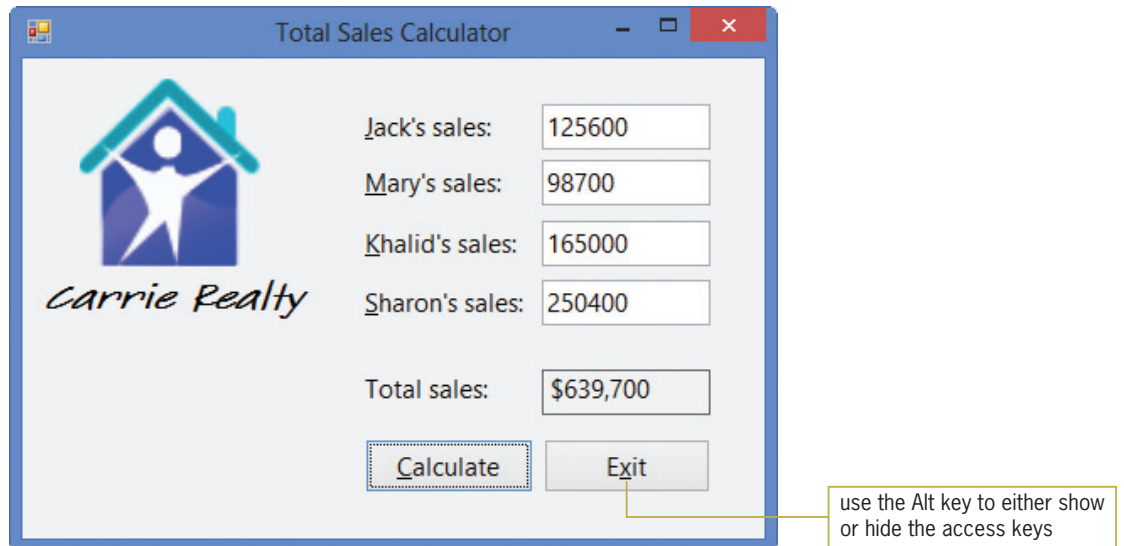 Total Sales Calculator
Jack's sales: 125600
Mary's sales: 98700
Khalid's sales: 165000
Carrie Realty
Sharon's sales: 250400
Total sales: $639,700
Calculate Exit
use the Alt key to either show
or hide the access keys